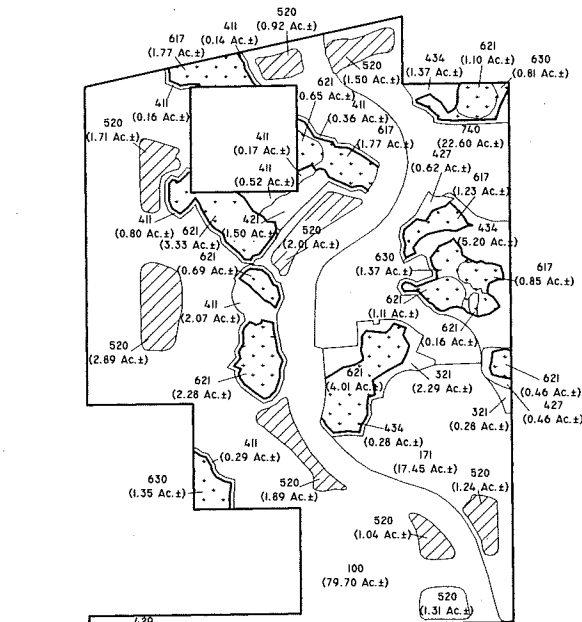 520
(0.92 Ac.±)
411
(0.14 Ac.±)
617
(1.77 Ac.±)
520
(1.50 Ac.±)
434
(1.37 Ac.±)
621
(1.10 Ac.±)
630
(0.81 Ac.±)
621
(0.65 Ac.±)
411
(0.36 Ac.±)
411
(0.16 Ac.±)
520
(1.71 Ac.±)
411
(0.17 Ac.±)
617
(1.77 Ac.±)
740
(22.60 Ac.±)
427
(0.62 Ac.±)
411
(0.52 Ac.±)
617
(1.23 Ac.±)
411
(0.80 Ac.±)
621
(3.33 Ac.±)
421
(1.50 Ac.±)
520
(2.01 Ac.±)
434
(5.20 Ac.±)
621
(0.69 Ac.±)
630
(1.37 Ac.±)
617
(0.85 Ac.±)
411
(2.07 Ac.±)
621
(1.11 Ac.±)
621
(0.16 Ac.±)
520
(2.89 Ac.±)
621
(2.28 Ac.±)
621
(4.01 Ac.±)
321
(2.29 Ac.±)
621
(0.46 Ac.±)
427
(0.46 Ac.±)
321
(0.28 Ac.±)
434
(0.28 Ac.±)
411
(0.29 Ac.±)
171
(17.45 Ac.±)
630
(1.35 Ac.±)
520
(1.89 Ac.±)
520
(1.24 Ac.±)
520
(1.04 Ac.±)
100
(79.70 Ac.±)
520
(1.31 Ac.±)